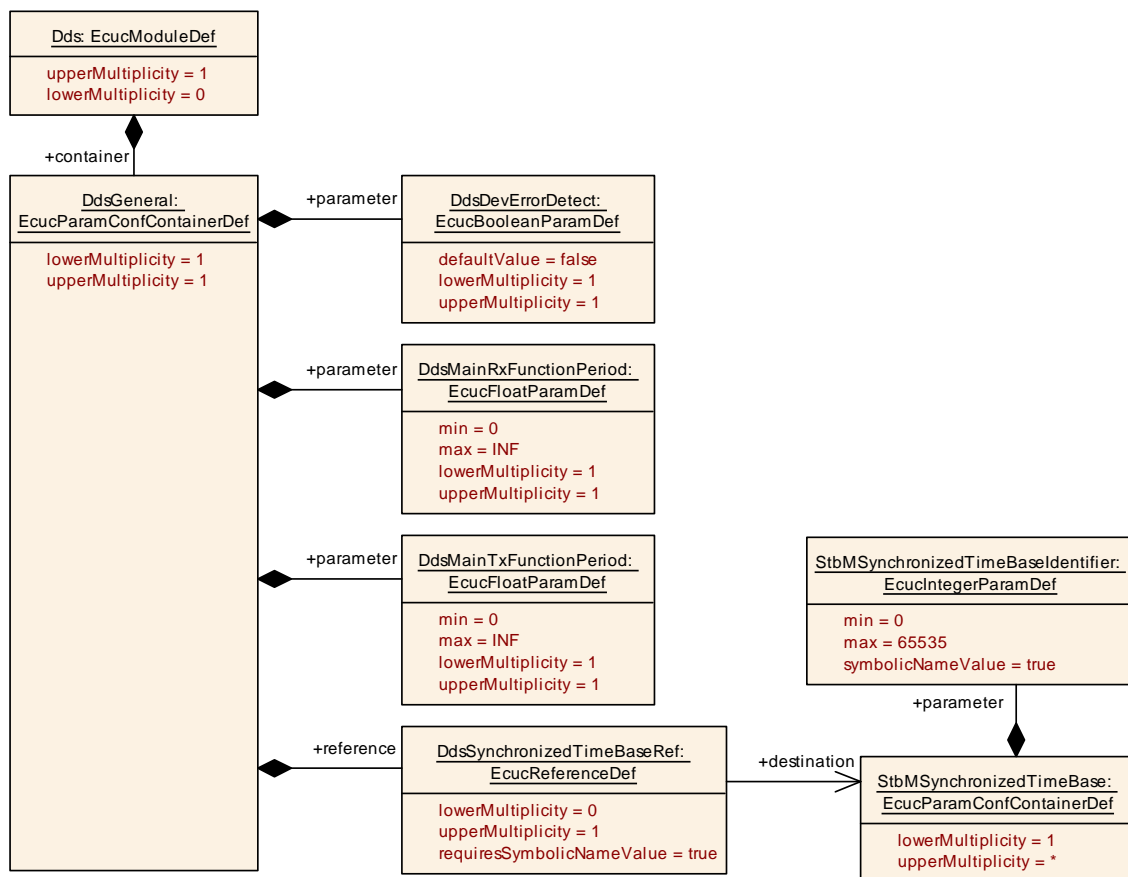 Dds: EcucModuleDef
upperMultiplicity = 1
lowerMultiplicity = 0
+container
DdsGeneral:
EcucParamConfContainerDef
lowerMultiplicity = 1
upperMultiplicity = 1
+parameter
DdsDevErrorDetect:
EcucBooleanParamDef
defaultValue = false
lowerMultiplicity = 1
upperMultiplicity = 1
+parameter
DdsMainRxFunctionPeriod:
EcucFloatParamDef
min = 0
max = INF
lowerMultiplicity = 1
upperMultiplicity = 1
+parameter
DdsMainTxFunctionPeriod:
EcucFloatParamDef
min = 0
max = INF
lowerMultiplicity = 1
upperMultiplicity = 1
StbMSynchronizedTimeBaseIdentifier:
EcucIntegerParamDef
min = 0
max = 65535
symbolicNameValue = true
+parameter
+reference
DdsSynchronizedTimeBaseRef:
EcucReferenceDef
lowerMultiplicity = 0
upperMultiplicity = 1
requiresSymbolicNameValue = true
+destination
StbMSynchronizedTimeBase:
EcucParamConfContainerDef
lowerMultiplicity = 1
upperMultiplicity = *